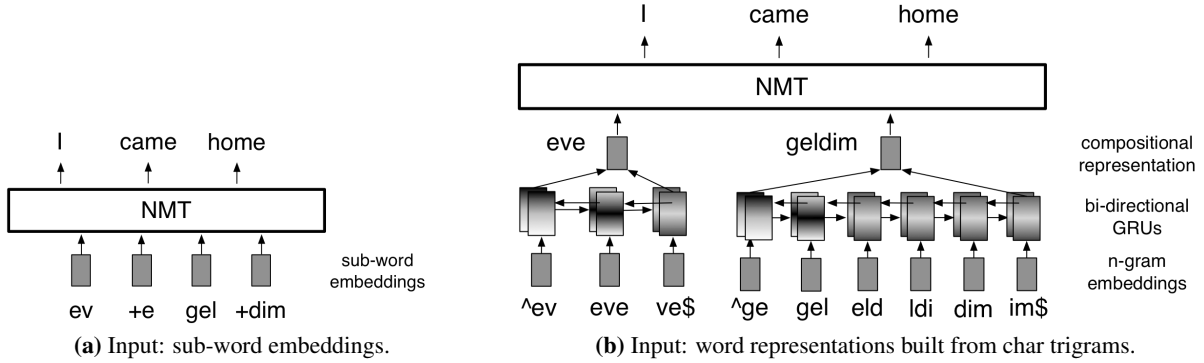 I came home
NMT
sub-word
embeddings
ev +e gel +dim
(a) Input: sub-word embeddings.
I came home
NMT
eve geldim
compositional
representation
bi-directional
GRUs
n-gram
embeddings
^ev eve ve$ ^ge gel eld ldi dim im$
(b) Input: word representations built from char trigrams.